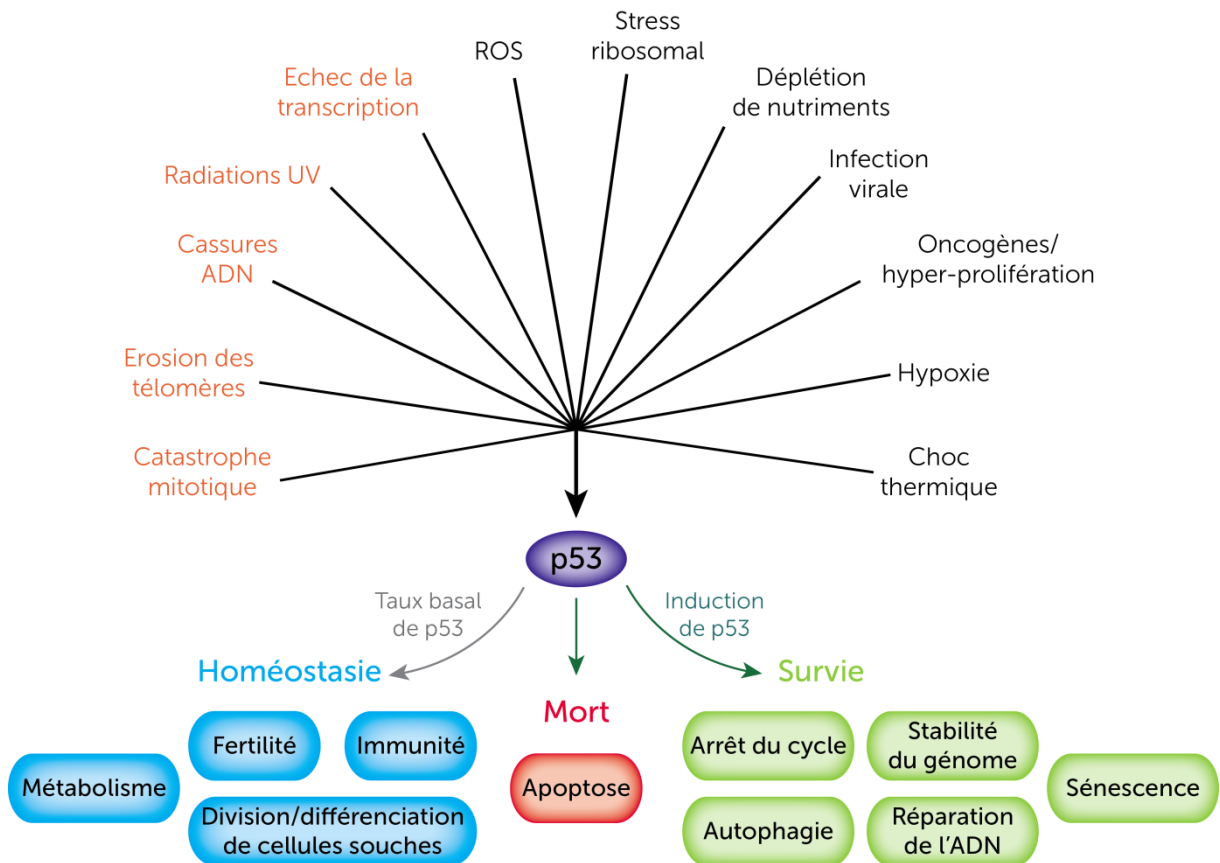 Stress
ribosomal
ROS
Echec de la
transcription
Déplétion
de nutriments
Radiations UV
Infection
virale
Cassures
ADN
Oncogènes/
hyper-prolifération
Erosion des
télomères
Hypoxie
Catastrophe
mitotique
Choc
thermique
p53
Taux basal
de p53
Induction
de p53
Homéostasie
Mort
Survie
Fertilité
Immunité
Métabolisme
Division/différenciation
de cellules souches
Apoptose
Arrêt du cycle
Stabilité
du génome
Sénescence
Autophagie
Réparation
de l'ADN